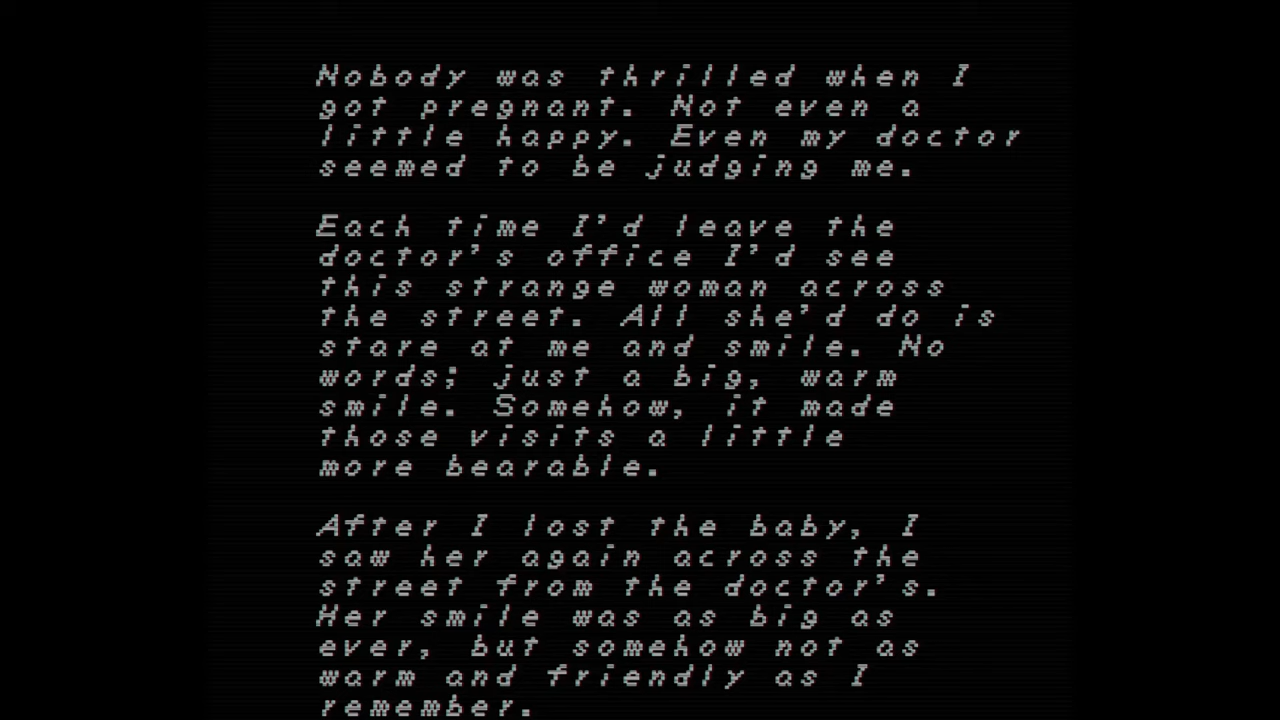 Nobody was thrilled when I
got pregnant. Not even a
little happy. Even my doctor
seemed to be judging me.
Each time I'd leave the
doctor's office I'd see
this strange woman across
the street. All she'd do is
stare at me and smile. No
words; just a big, warm
smile. Somehow, it made
those visits a little
more bearable.
After I lost the baby, I
saw her again across the
street from the doctor's.
Her smile was as big as
ever, but somehow not as
warm and friendly as I
remember.